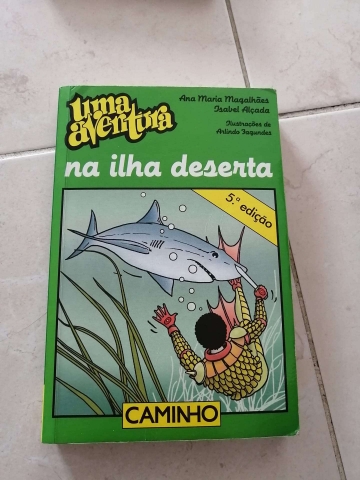 uma
aventura
Ana Maria Magalhães
Isabel Alçada
Ilustrações de
Arlindo Fagundes
na ilha deserta
5.ª edição
CAMINHO